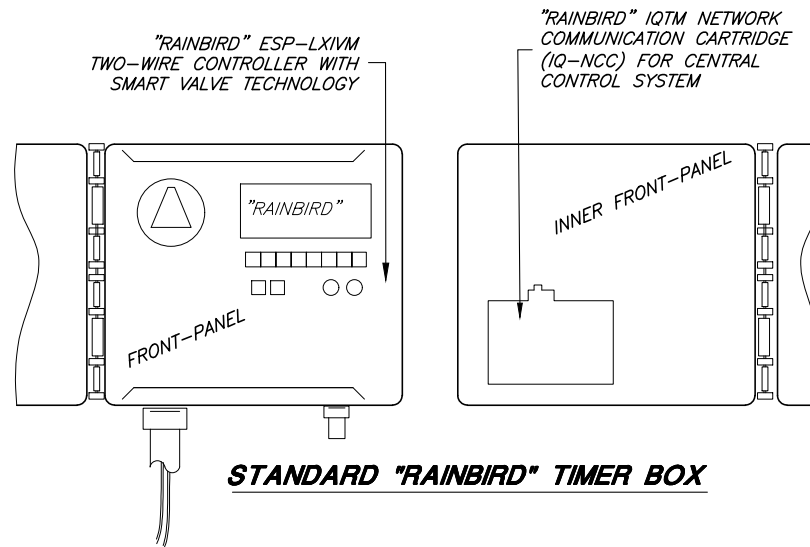 "RAINBIRD" ESP-LXIVM
TWO-WIRE CONTROLLER WITH
SMART VALVE TECHNOLOGY
"RAINBIRD" IQTM NETWORK
COMMUNICATION CARTRIDGE
(IQ-NCC) FOR CENTRAL
CONTROL SYSTEM
"RAINBIRD"
FRONT-PANEL
INNER FRONT-PANEL
STANDARD "RAINBIRD" TIMER BOX